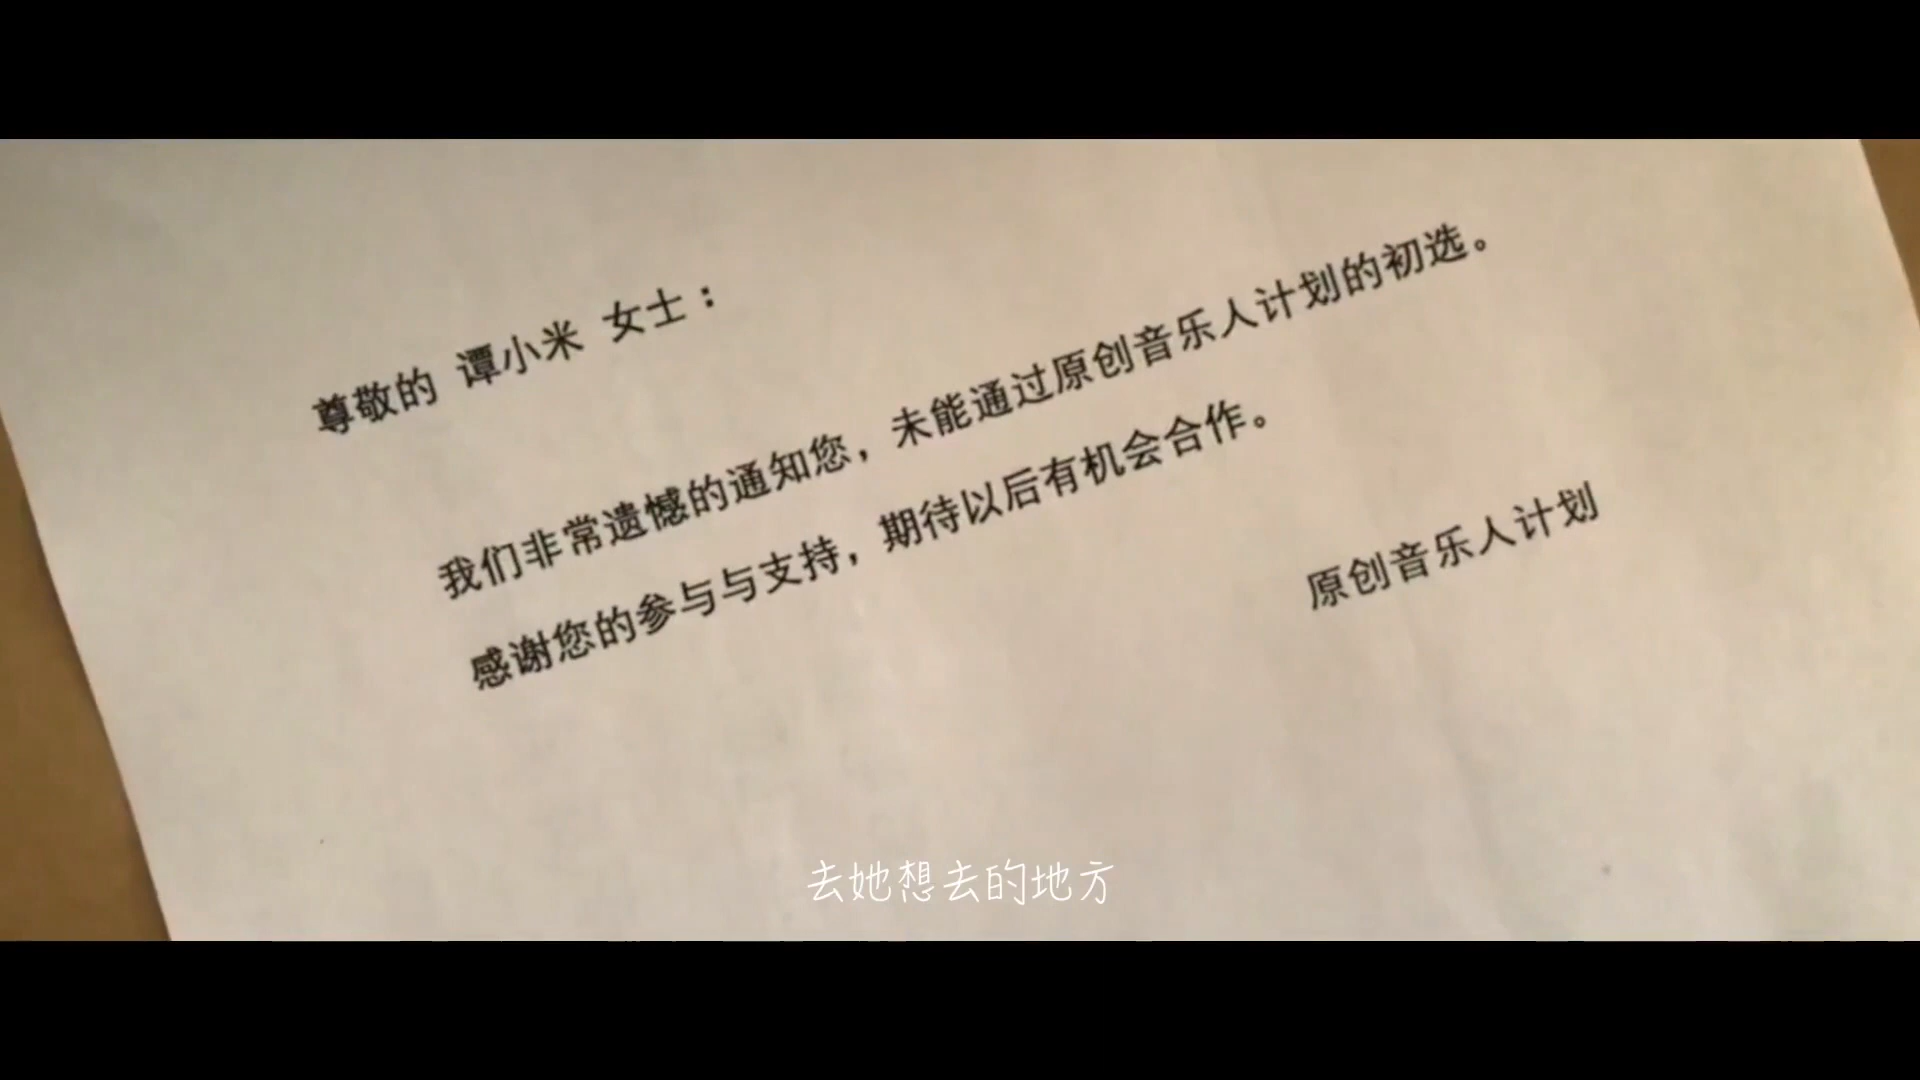 尊敬的 谭小米 女士：
我们非常遗憾的通知您，未能通过原创音乐人计划的初选。
感谢您的参与与支持，期待以后有机会合作。
原创音乐人计划
去她想去的地方